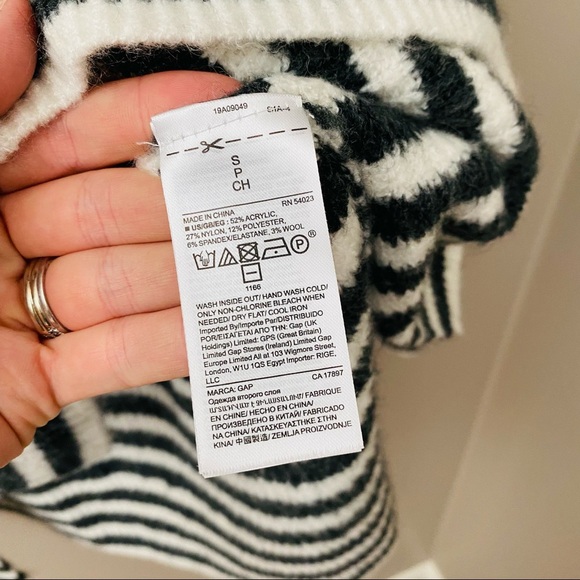 19A09049
S
P
CH
RN 54023
MADE IN CHINA
US/GB/EG : 52% ACRYLIC,
27% NYLON, 12% POLYESTER,
6% SPANDEX/ELASTANE, 3% WOOL
P
1166
WASH INSIDE OUT/ HAND WASH COLD/
ONLY NON-CHLORINE BLEACH WHEN
NEEDED/ DRY FLAT/ COOL IRON
Imported By/Importe Par/DISTRIBUIDO
POR/ΕΙΣΑΓΕΤΑΙ ΑΠΟ ΤΗΝ: Gap (UK
Holdings) Limited: GPS (Great Britain)
Limited Gap Stores (Ireland) Limited Gap
Europe Limited All at 103 Wigmore Street,
London, W1U 1QS Egypt Importer: RIGE,
LLC
MARCA: GAP CA 17897
Одежда второго слоя
FABRIQUE
EN CHINE/ HECHO EN CHINA/
ПРОИЗВЕДЕНО В КИТАЙ/ FABRICADO
NA CHINA/ ΚΑΤΑΣΚΕΥΑΣΤΗΚΕ ΣΤΗΝ
ΚΙΝΑ/ 中國製造/ ZEMLJA PROIZVODNJE
KINA